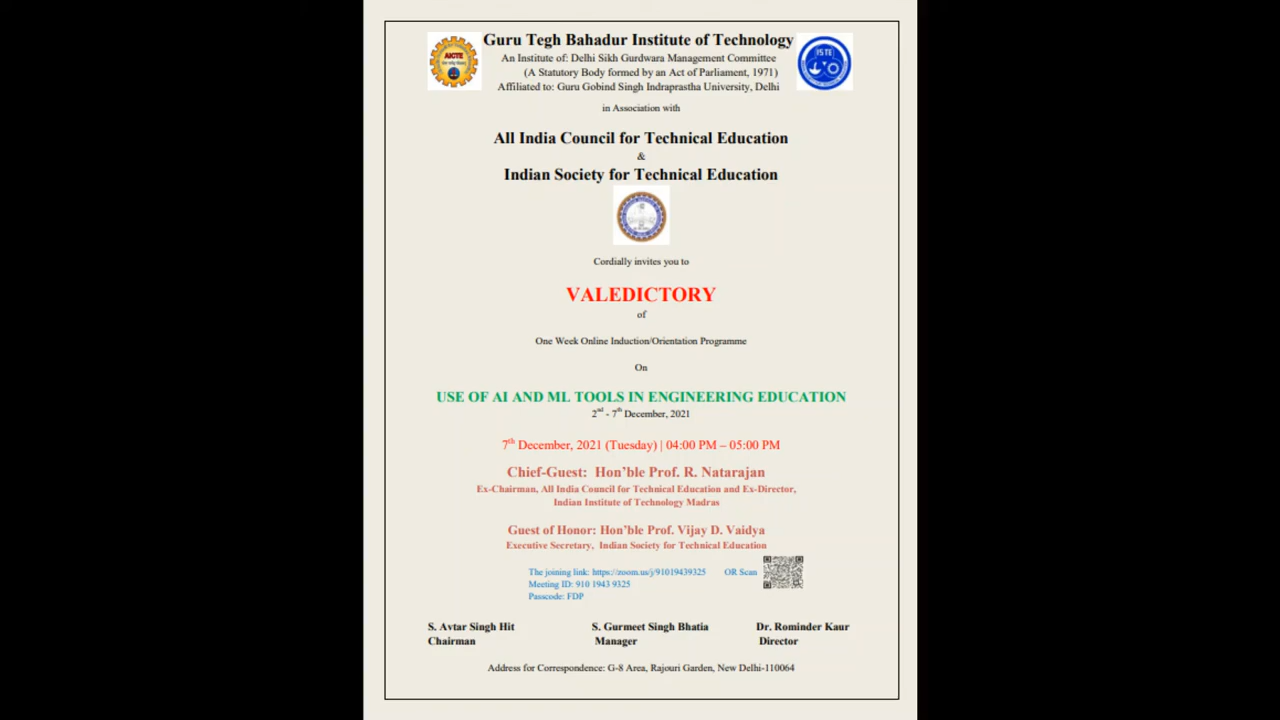 Guru Tegh Bahadur Institute of Technology
An Institute of: Delhi Sikh Gurdwara Management Committee
(A Statutory Body formed by an Act of Parliament, 1971)
Affiliated to: Guru Gobind Singh Indraprastha University, Delhi
in Association with
AICTE
ISTE
All India Council for Technical Education
&
Indian Society for Technical Education
Cordially invites you to
VALEDICTORY
of
One Week Online Induction/Orientation Programme
On
USE OF AI AND ML TOOLS IN ENGINEERING EDUCATION
2nd - 7th December, 2021
7th December, 2021 (Tuesday) | 04:00 PM – 05:00 PM
Chief-Guest: Hon'ble Prof. R. Natarajan
Ex-Chairman, All India Council for Technical Education and Ex-Director,
Indian Institute of Technology Madras
Guest of Honor: Hon'ble Prof. Vijay D. Vaidya
Executive Secretary, Indian Society for Technical Education
The joining link: https://zoom.us/j/91019439325 OR Scan
Meeting ID: 910 1943 9325
Passcode: FDP
S. Avtar Singh Hit S. Gurmeet Singh Bhatia Dr. Rominder Kaur
Chairman Manager Director
Address for Correspondence: G-8 Area, Rajouri Garden, New Delhi-110064